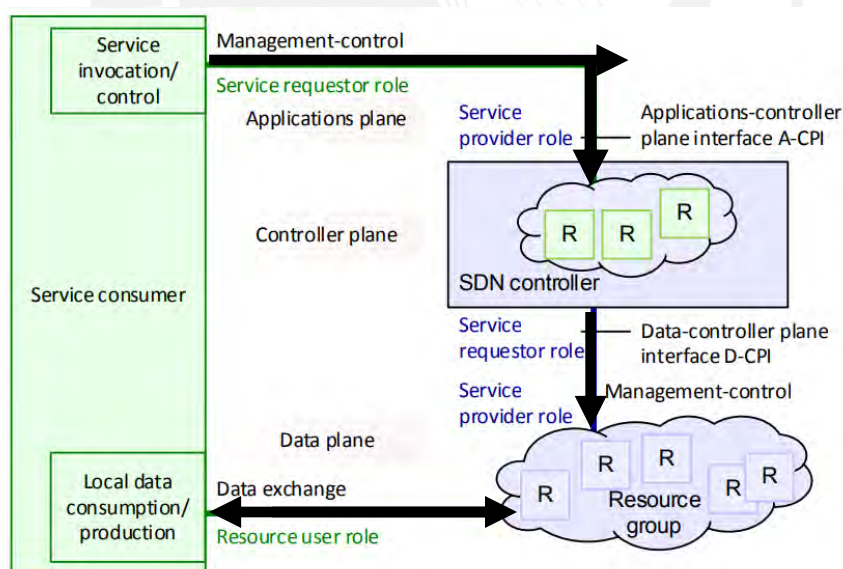 Service
invocation/
control
Management-control
Service requestor role
Applications plane
Service
provider role
Applications-controller
plane interface A-CPI
R
R
R
Controller plane
SDN controller
Service consumer
Service
requestor role
Data-controller plane
interface D-CPI
Service
provider role
Management-control
Data plane
R
R
R
R
R
Resource
group
Local data
consumption/
production
Data exchange
Resource user role